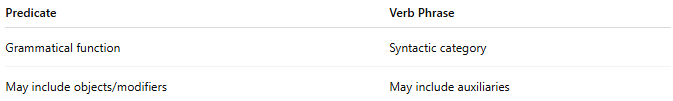 Predicate Verb Phrase
Grammatical function Syntactic category
May include objects/modifiers May include auxiliaries